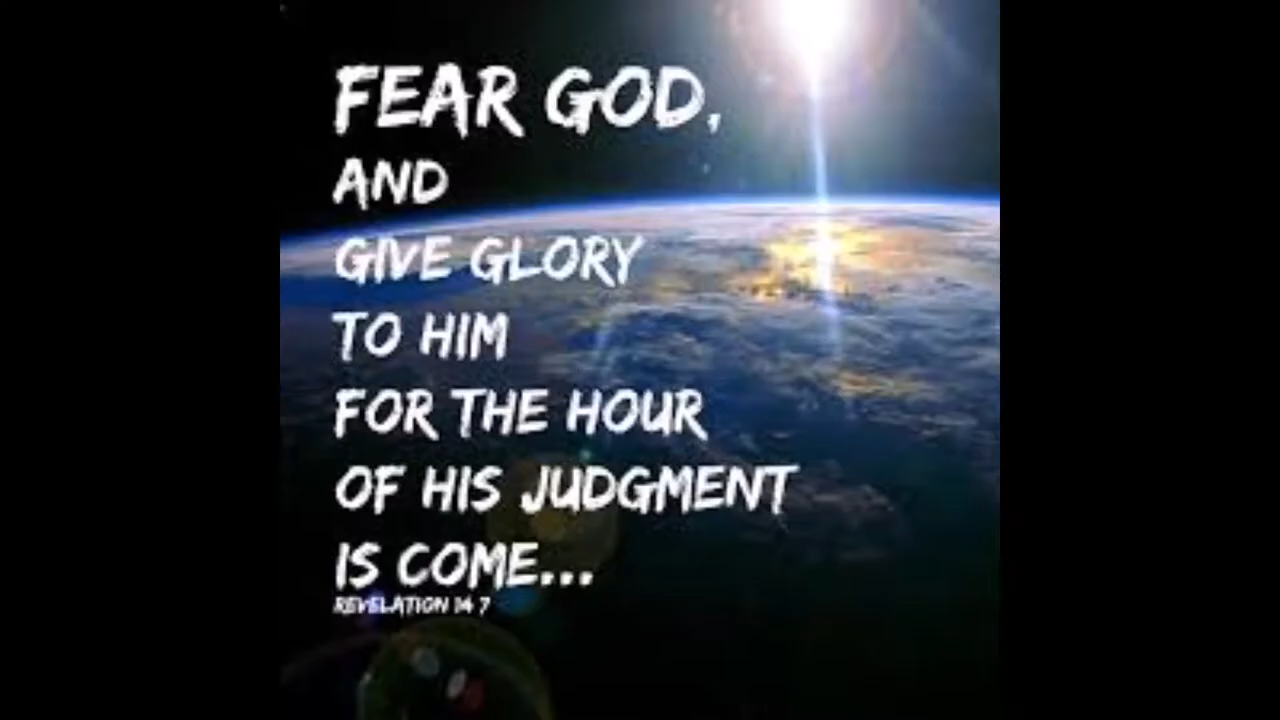 FEAR GOD,
AND
GIVE GLORY
TO HIM
FOR THE HOUR
OF HIS JUDGMENT
IS COME...
REVELATION 14 7